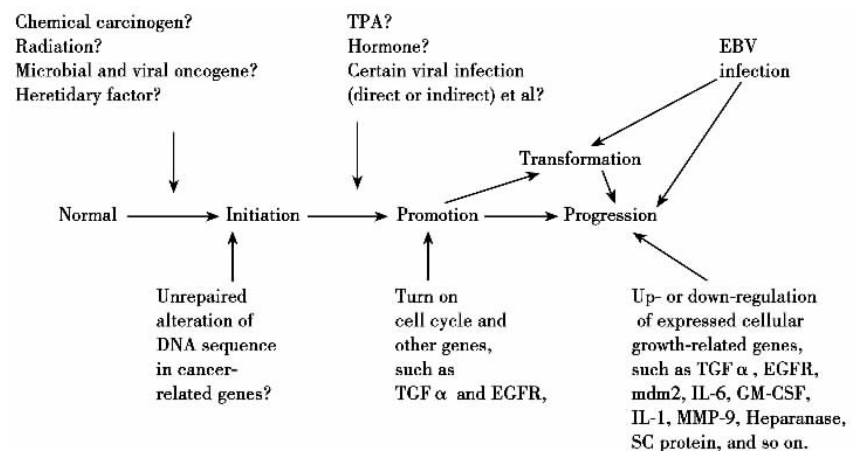 Chemical carcinogen?
Radiation?
Microbial and viral oncogene?
Heretidary factor?
TPA?
Hormone?
Certain viral infection
(direct or indirect) et al?
EBV
infection
Transformation
Normal
Initiation
Promotion
Progression
Unrepaired
alteration of
DNA sequence
in cancer-
related genes?
Turn on
cell cycle and
other genes,
such as
TGF α and EGFR,
Up- or down-regulation
of expressed cellular
growth-related genes,
such as TGF α, EGFR,
mdm2, IL-6, GM-CSF,
IL-1, MMP-9, Heparanase,
SC protein, and so on.